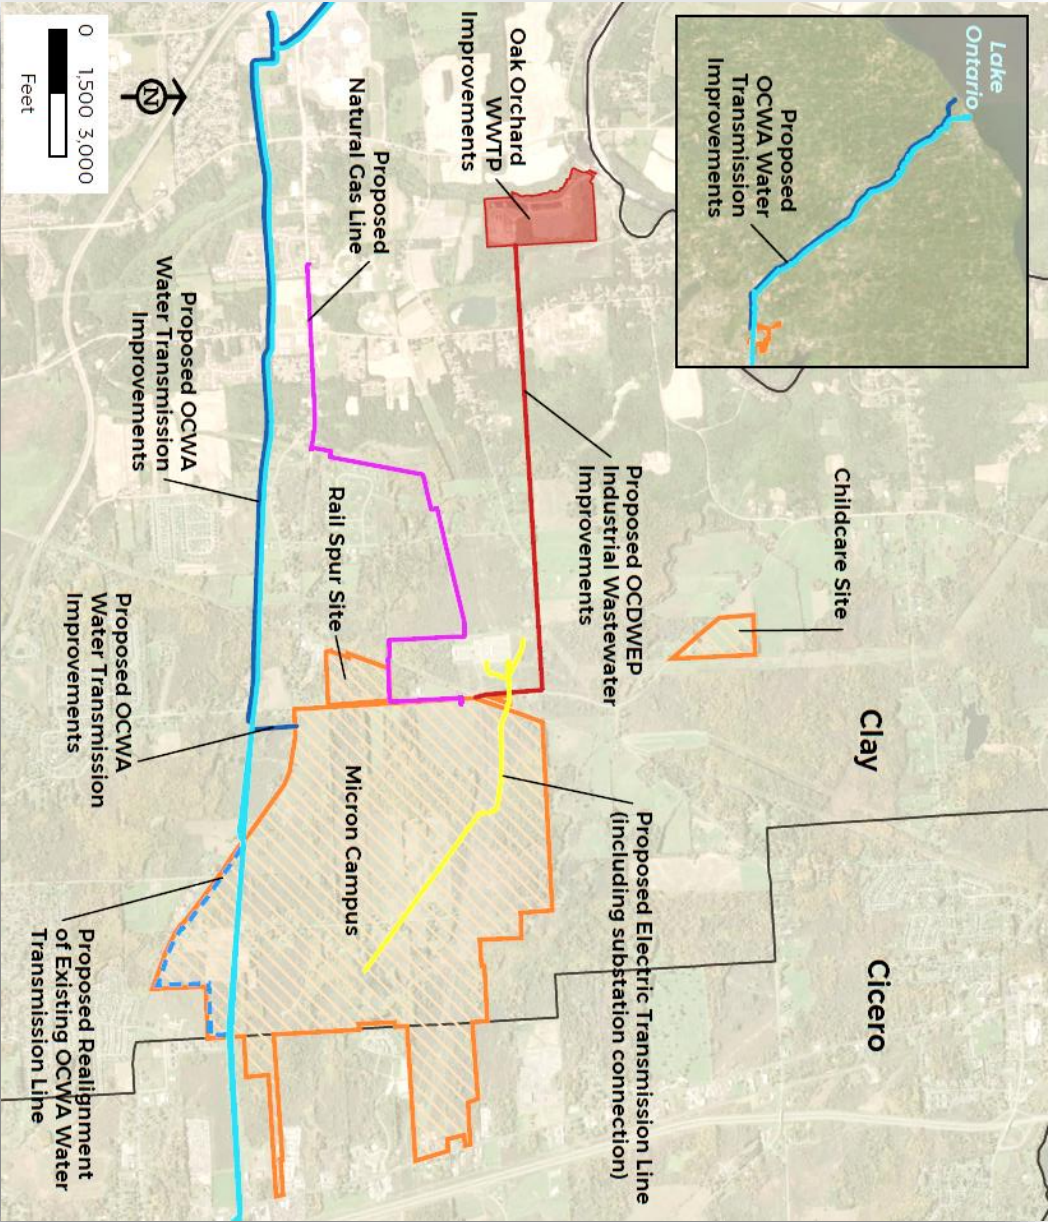 Lake
Ontario
Proposed
OCWA Water
Transmission
Improvements
Oak Orchard
WWTP
Improvements
Proposed
Natural Gas Line
0 1,500 3,000
Feet
N
Childcare Site
Clay
Cicero
Proposed OCDWEP
Industrial Wastewater
Improvements
Rail Spur Site
Proposed OCWA
Water Transmission
Improvements
Proposed Electric Transmission Line
(including substation connection)
Micron Campus
Proposed OCWA
Water Transmission
Improvements
Proposed Realignment
of Existing OCWA Water
Transmission Line